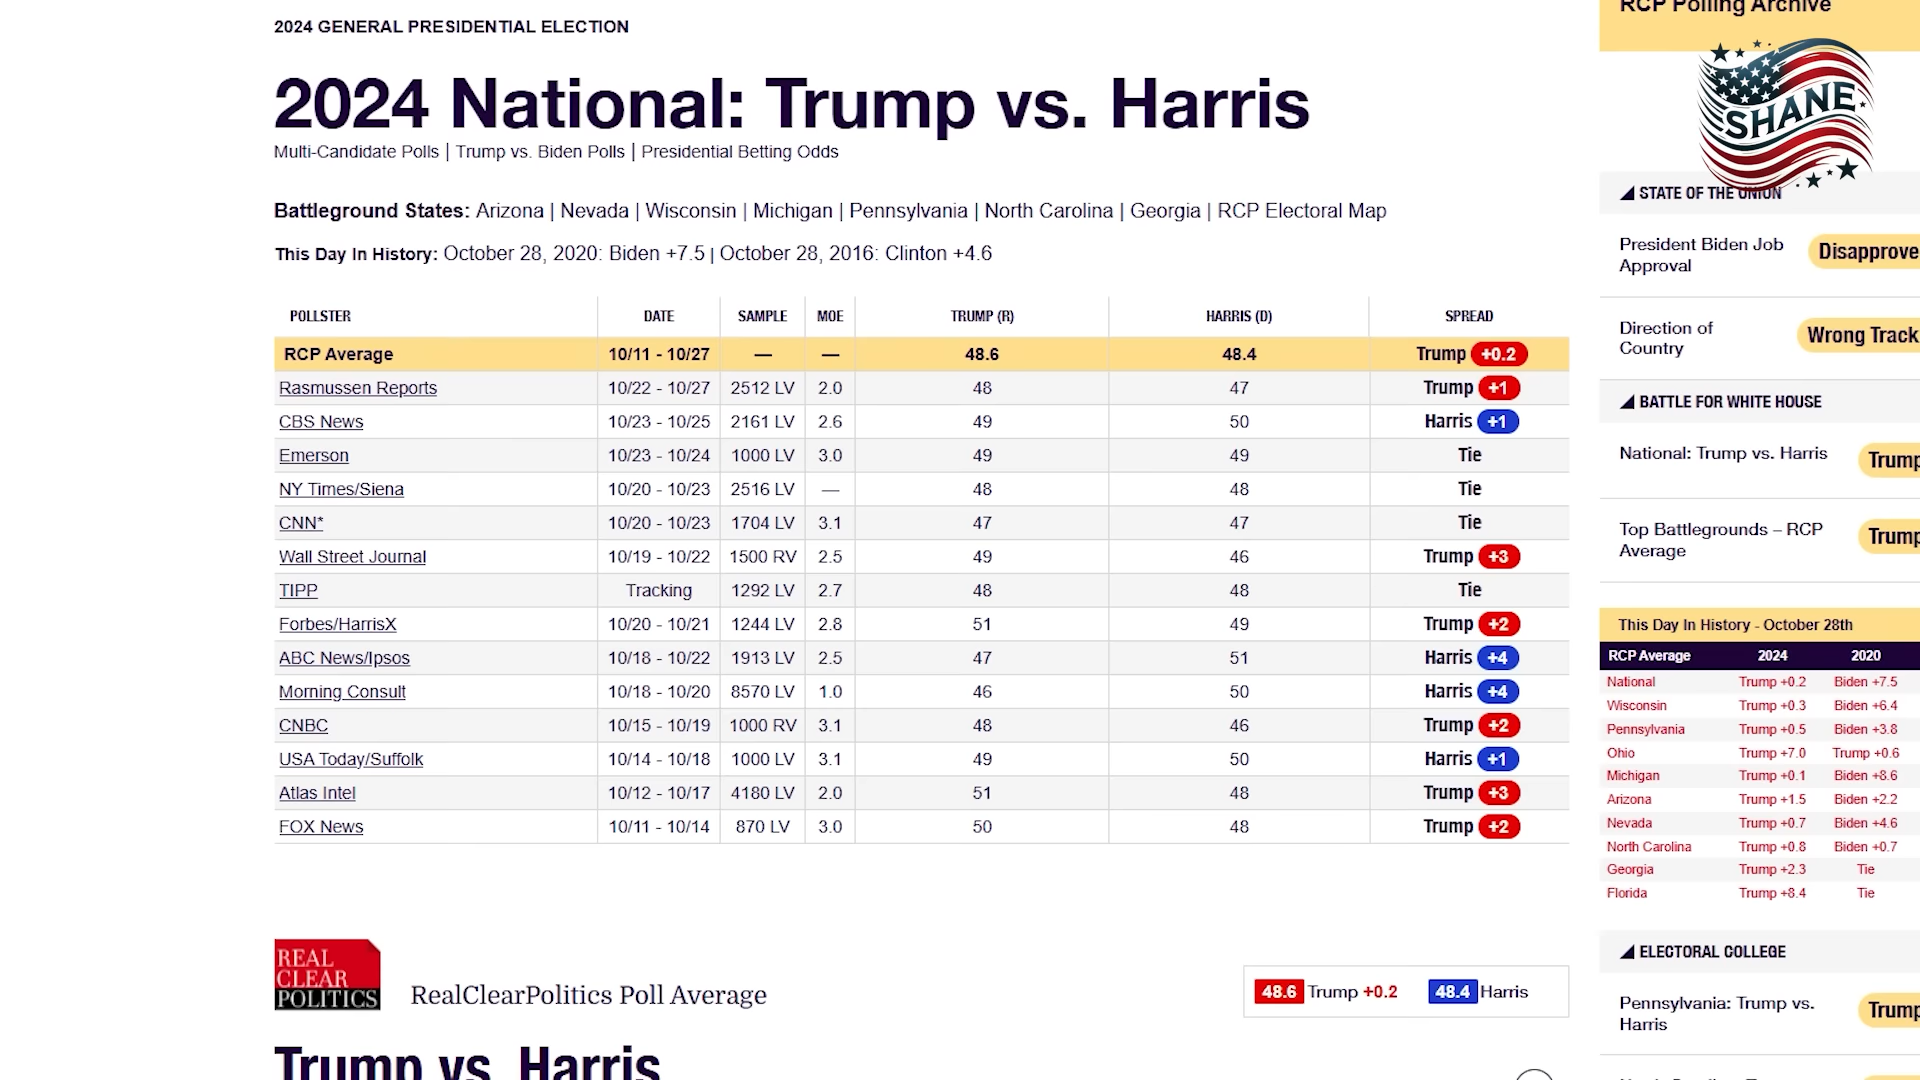 2024 GENERAL PRESIDENTIAL ELECTION
2024 National: Trump vs. Harris
Multi-Candidate Polls | Trump vs. Biden Polls | Presidential Betting Odds
Battleground States: Arizona | Nevada | Wisconsin | Michigan | Pennsylvania | North Carolina | Georgia | RCP Electoral Map
This Day In History: October 28, 2020: Biden +7.5 | October 28, 2016: Clinton +4.6
POLLSTER DATE SAMPLE MOE TRUMP (R) HARRIS (D) SPREAD
RCP Average 10/11 - 10/27 — — 48.6 48.4 Trump +0.2
Rasmussen Reports 10/22 - 10/27 2512 LV 2.0 48 47 Trump +1
CBS News 10/23 - 10/25 2161 LV 2.6 49 50 Harris +1
Emerson 10/23 - 10/24 1000 LV 3.0 49 49 Tie
NY Times/Siena 10/20 - 10/23 2516 LV — 48 48 Tie
CNN* 10/20 - 10/23 1704 LV 3.1 47 47 Tie
Wall Street Journal 10/19 - 10/22 1500 RV 2.5 49 46 Trump +3
TIPP Tracking 1292 LV 2.7 48 48 Tie
Forbes/HarrisX 10/20 - 10/21 1244 LV 2.8 51 49 Trump +2
ABC News/Ipsos 10/18 - 10/22 1913 LV 2.5 47 51 Harris +4
Morning Consult 10/18 - 10/20 8570 LV 1.0 46 50 Harris +4
CNBC 10/15 - 10/19 1000 RV 3.1 48 46 Trump +2
USA Today/Suffolk 10/14 - 10/18 1000 LV 3.1 49 50 Harris +1
Atlas Intel 10/12 - 10/17 4180 LV 2.0 51 48 Trump +3
FOX News 10/11 - 10/14 870 LV 3.0 50 48 Trump +2
REAL
CLEAR
POLITICS
RealClearPolitics Poll Average
48.6 Trump +0.2 48.4 Harris
Trump vs. Harris
RCP Polling Archive
SHANE
STATE OF THE UNION
President Biden Job
Approval
Disapprove
Direction of
Country
Wrong Track
BATTLE FOR WHITE HOUSE
National: Trump vs. Harris
Trump
Top Battlegrounds – RCP
Average
Trump
This Day In History - October 28th
RCP Average 2024 2020
National Trump +0.2 Biden +7.5
Wisconsin Trump +0.3 Biden +6.4
Pennsylvania Trump +0.5 Biden +3.8
Ohio Trump +7.0 Trump +0.6
Michigan Trump +0.1 Biden +8.6
Arizona Trump +1.5 Biden +2.2
Nevada Trump +0.7 Biden +4.6
North Carolina Trump +0.8 Biden +0.7
Georgia Trump +2.3 Tie
Florida Trump +8.4 Tie
ELECTORAL COLLEGE
Pennsylvania: Trump vs.
Harris
Trump